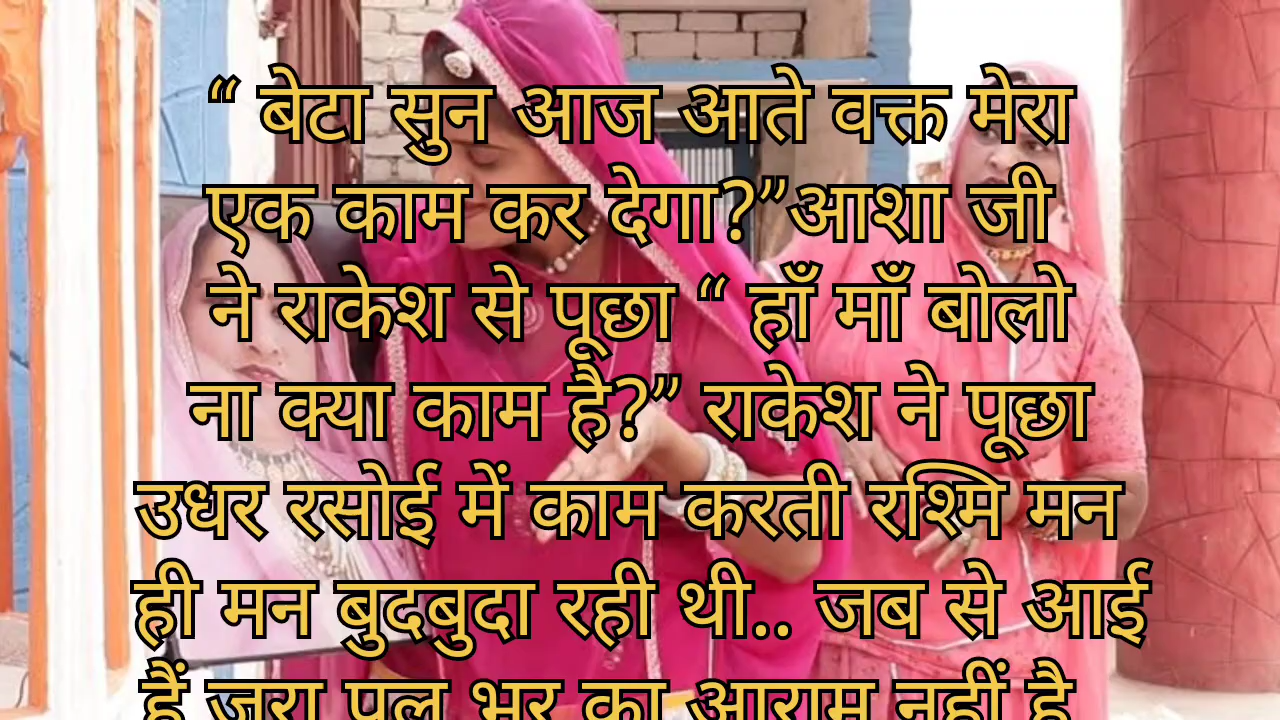 “ बेटा सुन आज आते वक्त मेरा
एक काम कर देगा?”आशा जी
ने राकेश से पूछा “ हाँ माँ बोलो
ना क्या काम है?” राकेश ने पूछा
उधर रसोई में काम करती रश्मि मन
ही मन बुदबुदा रही थी.. जब से आई
हैं जरा पल भर का आराम नहीं है